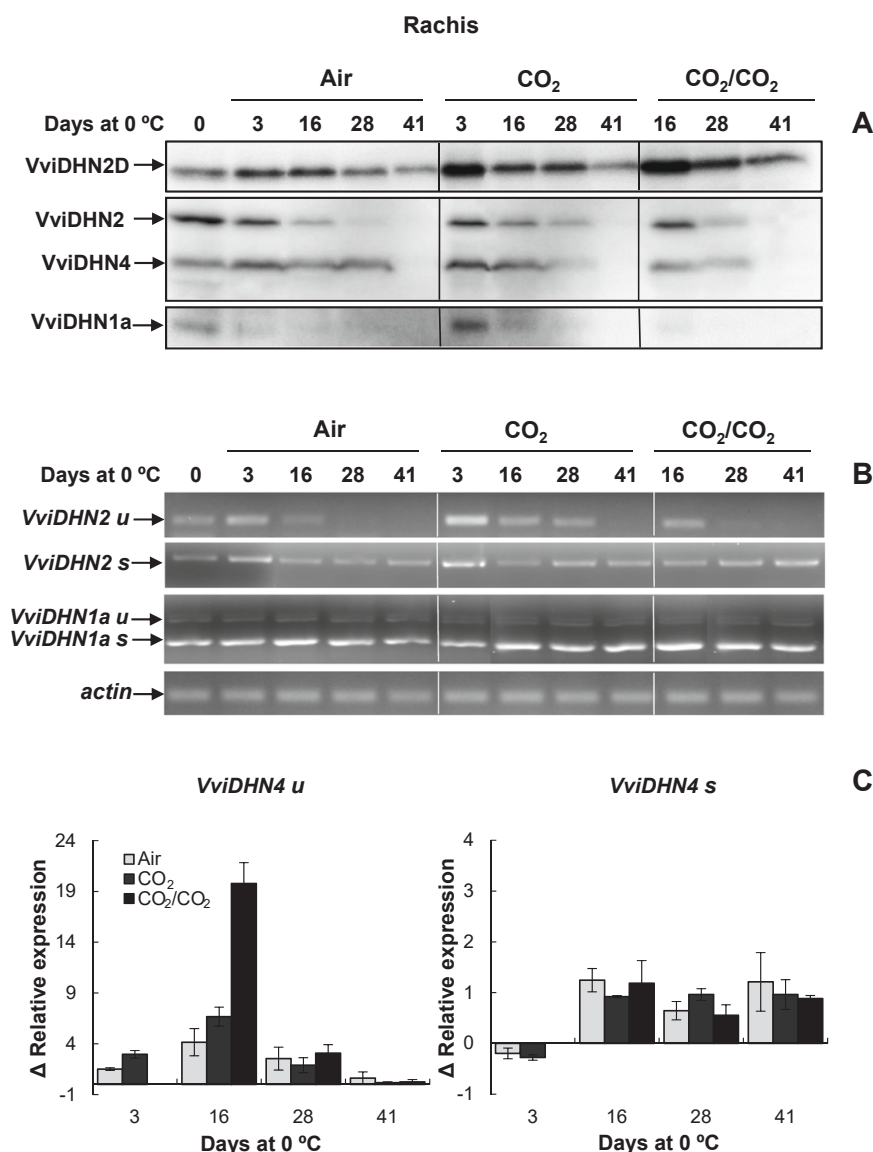 Rachis
Air CO₂ CO₂/CO₂
Days at 0 ºC 0 3 16 28 41 3 16 28 41 16 28 41 A
VviDHN2D
VviDHN2
VviDHN4
VviDHN1a
Air CO₂ CO₂/CO₂
Days at 0 ºC 0 3 16 28 41 3 16 28 41 16 28 41 B
VviDHN2 u
VviDHN2 s
VviDHN1a u
VviDHN1a s
actin
VviDHN4 u VviDHN4 s C
Δ Relative expression
24
19
14
9
4
-1
Air
CO₂
CO₂/CO₂
3 16 28 41
Days at 0 ºC
Δ Relative expression
4
3
2
1
0
-1
3 16 28 41
Days at 0 ºC